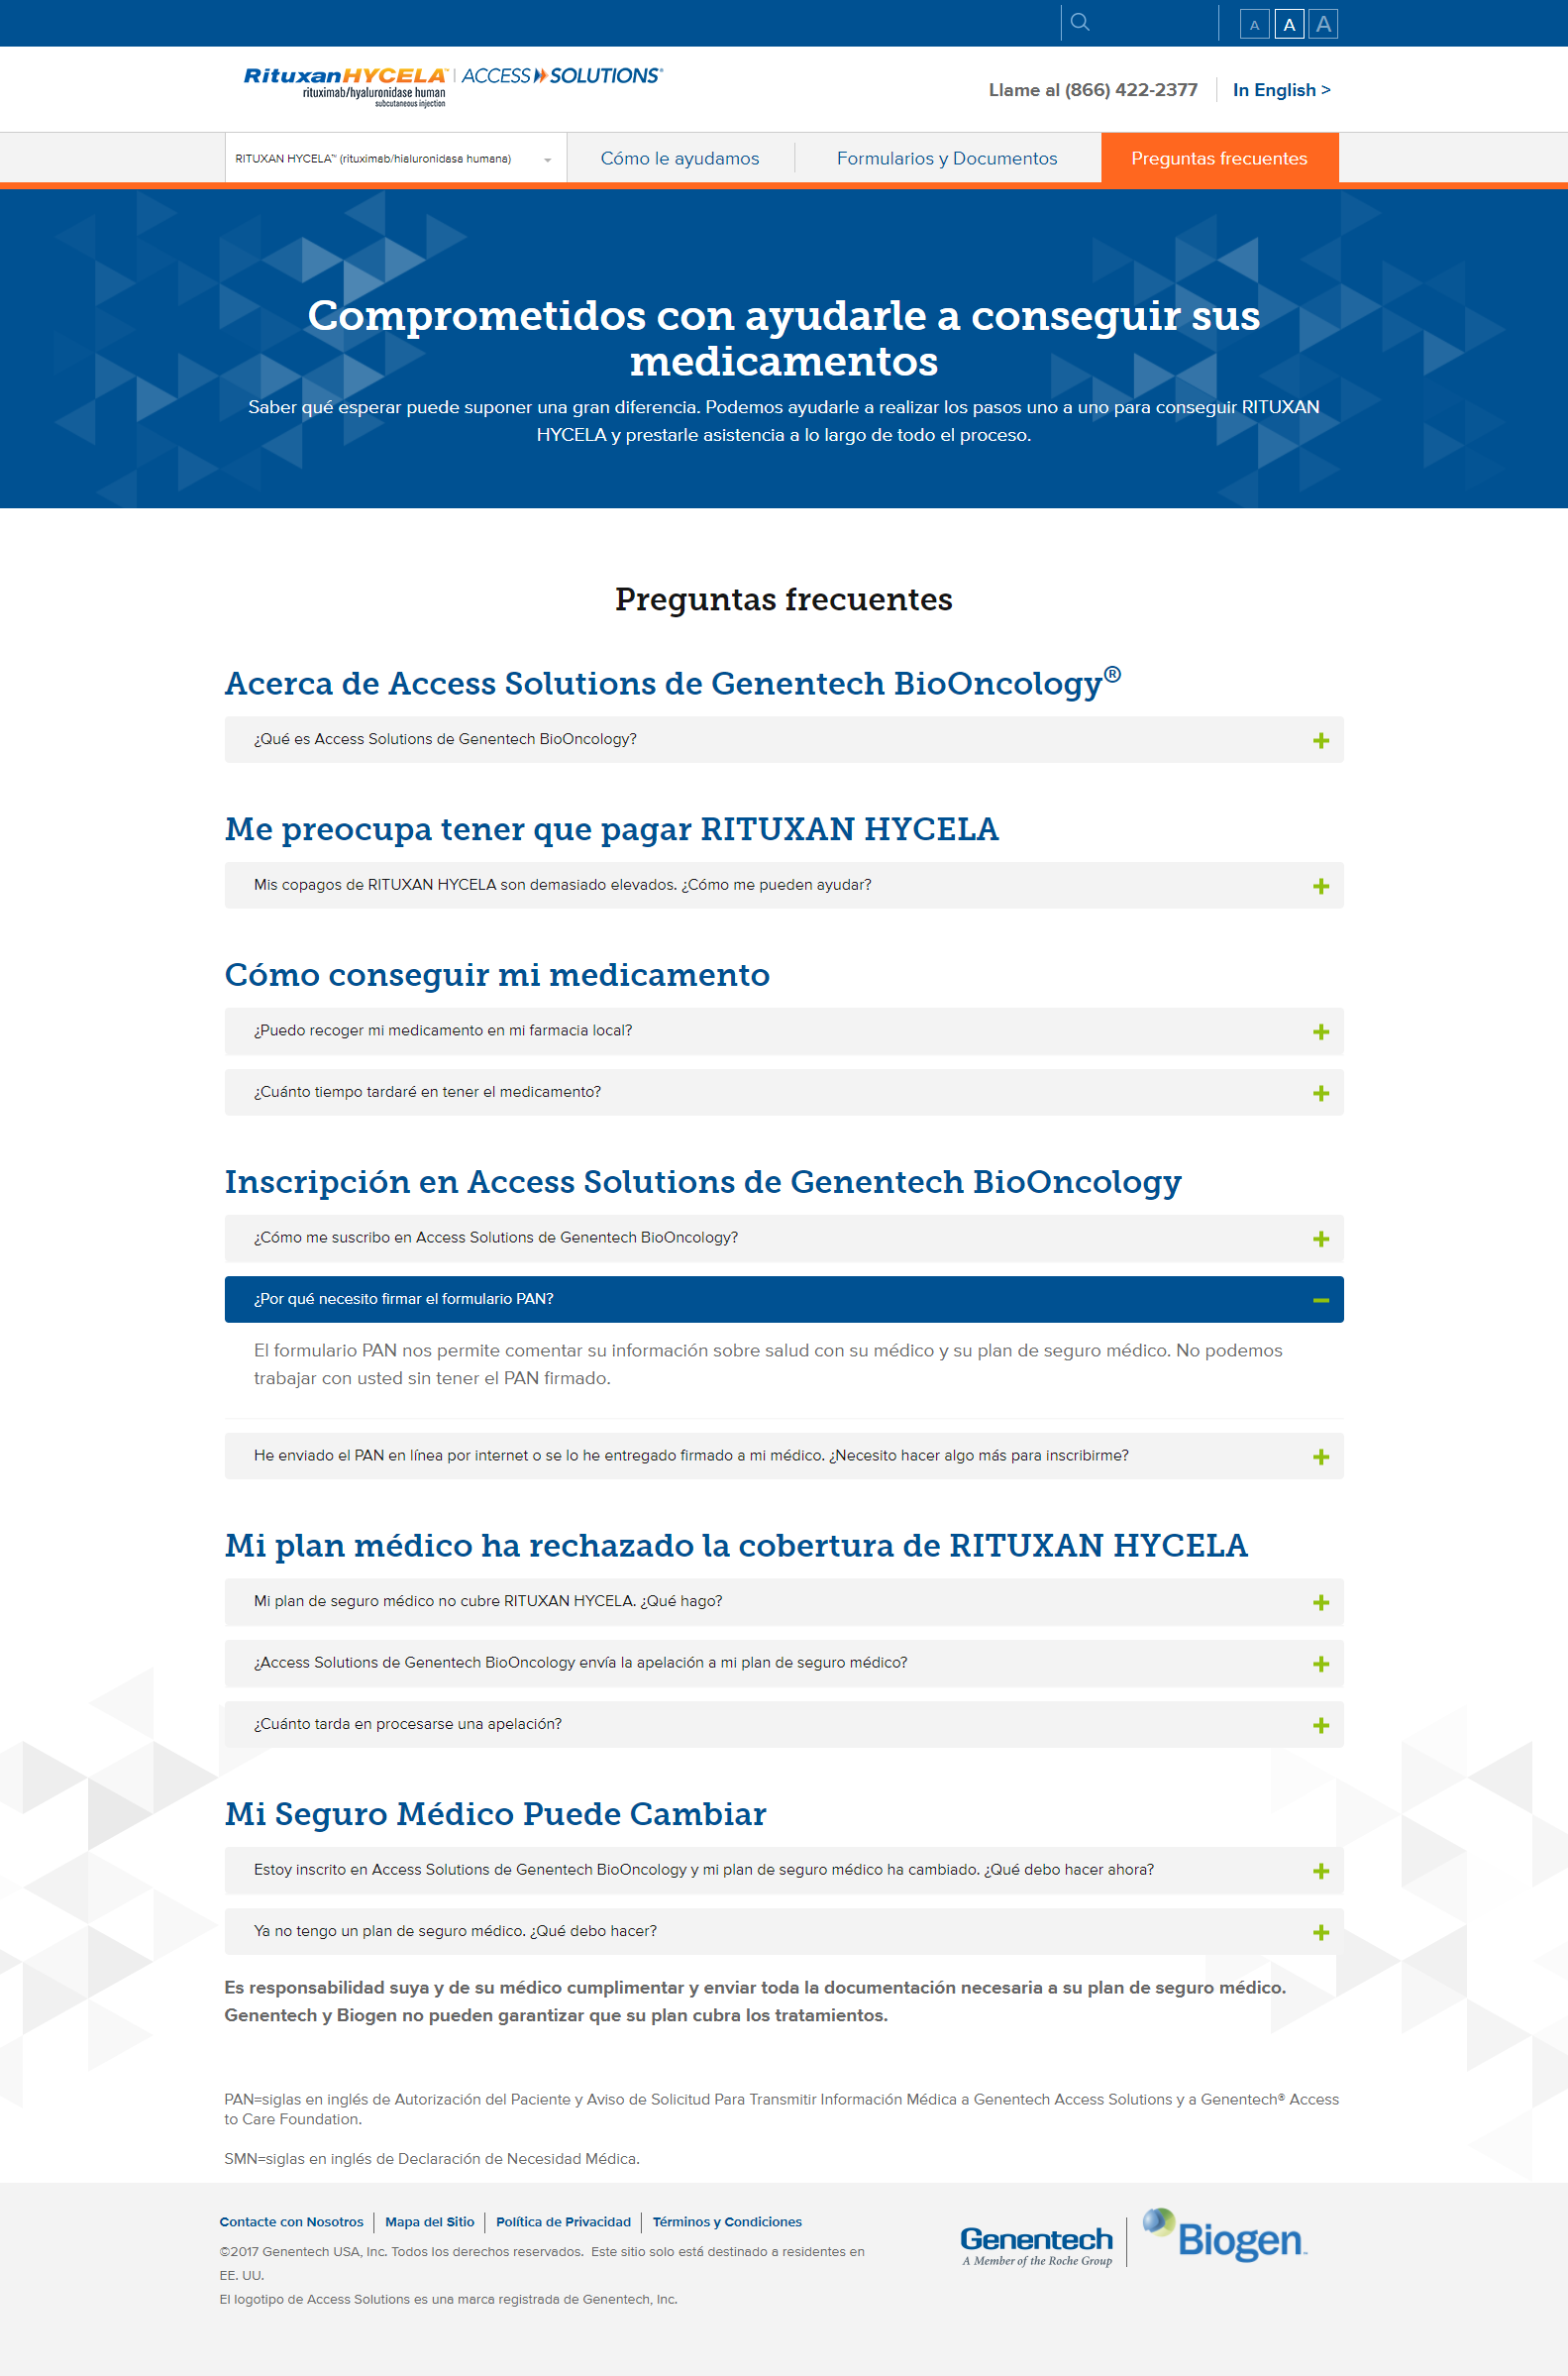 A A A
RituxanHYCELA™ | ACCESS SOLUTIONS®
rituximab/hyaluronidase human
subcutaneous injection
Llame al (866) 422-2377
In English >
RITUXAN HYCELA™ (rituximab/hialuronidasa humana)
Cómo le ayudamos
Formularios y Documentos
Preguntas frecuentes
Comprometidos con ayudarle a conseguir sus
medicamentos
Saber qué esperar puede suponer una gran diferencia. Podemos ayudarle a realizar los pasos uno a uno para conseguir RITUXAN
HYCELA y prestarle asistencia a lo largo de todo el proceso.
Preguntas frecuentes
Acerca de Access Solutions de Genentech BioOncology®
¿Qué es Access Solutions de Genentech BioOncology?
Me preocupa tener que pagar RITUXAN HYCELA
Mis copagos de RITUXAN HYCELA son demasiado elevados. ¿Cómo me pueden ayudar?
Cómo conseguir mi medicamento
¿Puedo recoger mi medicamento en mi farmacia local?
¿Cuánto tiempo tardaré en tener el medicamento?
Inscripción en Access Solutions de Genentech BioOncology
¿Cómo me suscribo en Access Solutions de Genentech BioOncology?
¿Por qué necesito firmar el formulario PAN?
El formulario PAN nos permite comentar su información sobre salud con su médico y su plan de seguro médico. No podemos
trabajar con usted sin tener el PAN firmado.
He enviado el PAN en línea por internet o se lo he entregado firmado a mi médico. ¿Necesito hacer algo más para inscribirme?
Mi plan médico ha rechazado la cobertura de RITUXAN HYCELA
Mi plan de seguro médico no cubre RITUXAN HYCELA. ¿Qué hago?
¿Access Solutions de Genentech BioOncology envía la apelación a mi plan de seguro médico?
¿Cuánto tarda en procesarse una apelación?
Mi Seguro Médico Puede Cambiar
Estoy inscrito en Access Solutions de Genentech BioOncology y mi plan de seguro médico ha cambiado. ¿Qué debo hacer ahora?
Ya no tengo un plan de seguro médico. ¿Qué debo hacer?
Es responsabilidad suya y de su médico cumplimentar y enviar toda la documentación necesaria a su plan de seguro médico.
Genentech y Biogen no pueden garantizar que su plan cubra los tratamientos.
PAN=siglas en inglés de Autorización del Paciente y Aviso de Solicitud Para Transmitir Información Médica a Genentech Access Solutions y a Genentech® Access
to Care Foundation.
SMN=siglas en inglés de Declaración de Necesidad Médica.
Contacte con Nosotros | Mapa del Sitio | Política de Privacidad | Términos y Condiciones
©2017 Genentech USA, Inc. Todos los derechos reservados. Este sitio solo está destinado a residentes en
EE. UU.
El logotipo de Access Solutions es una marca registrada de Genentech, Inc.
Genentech
A Member of the Roche Group
Biogen™